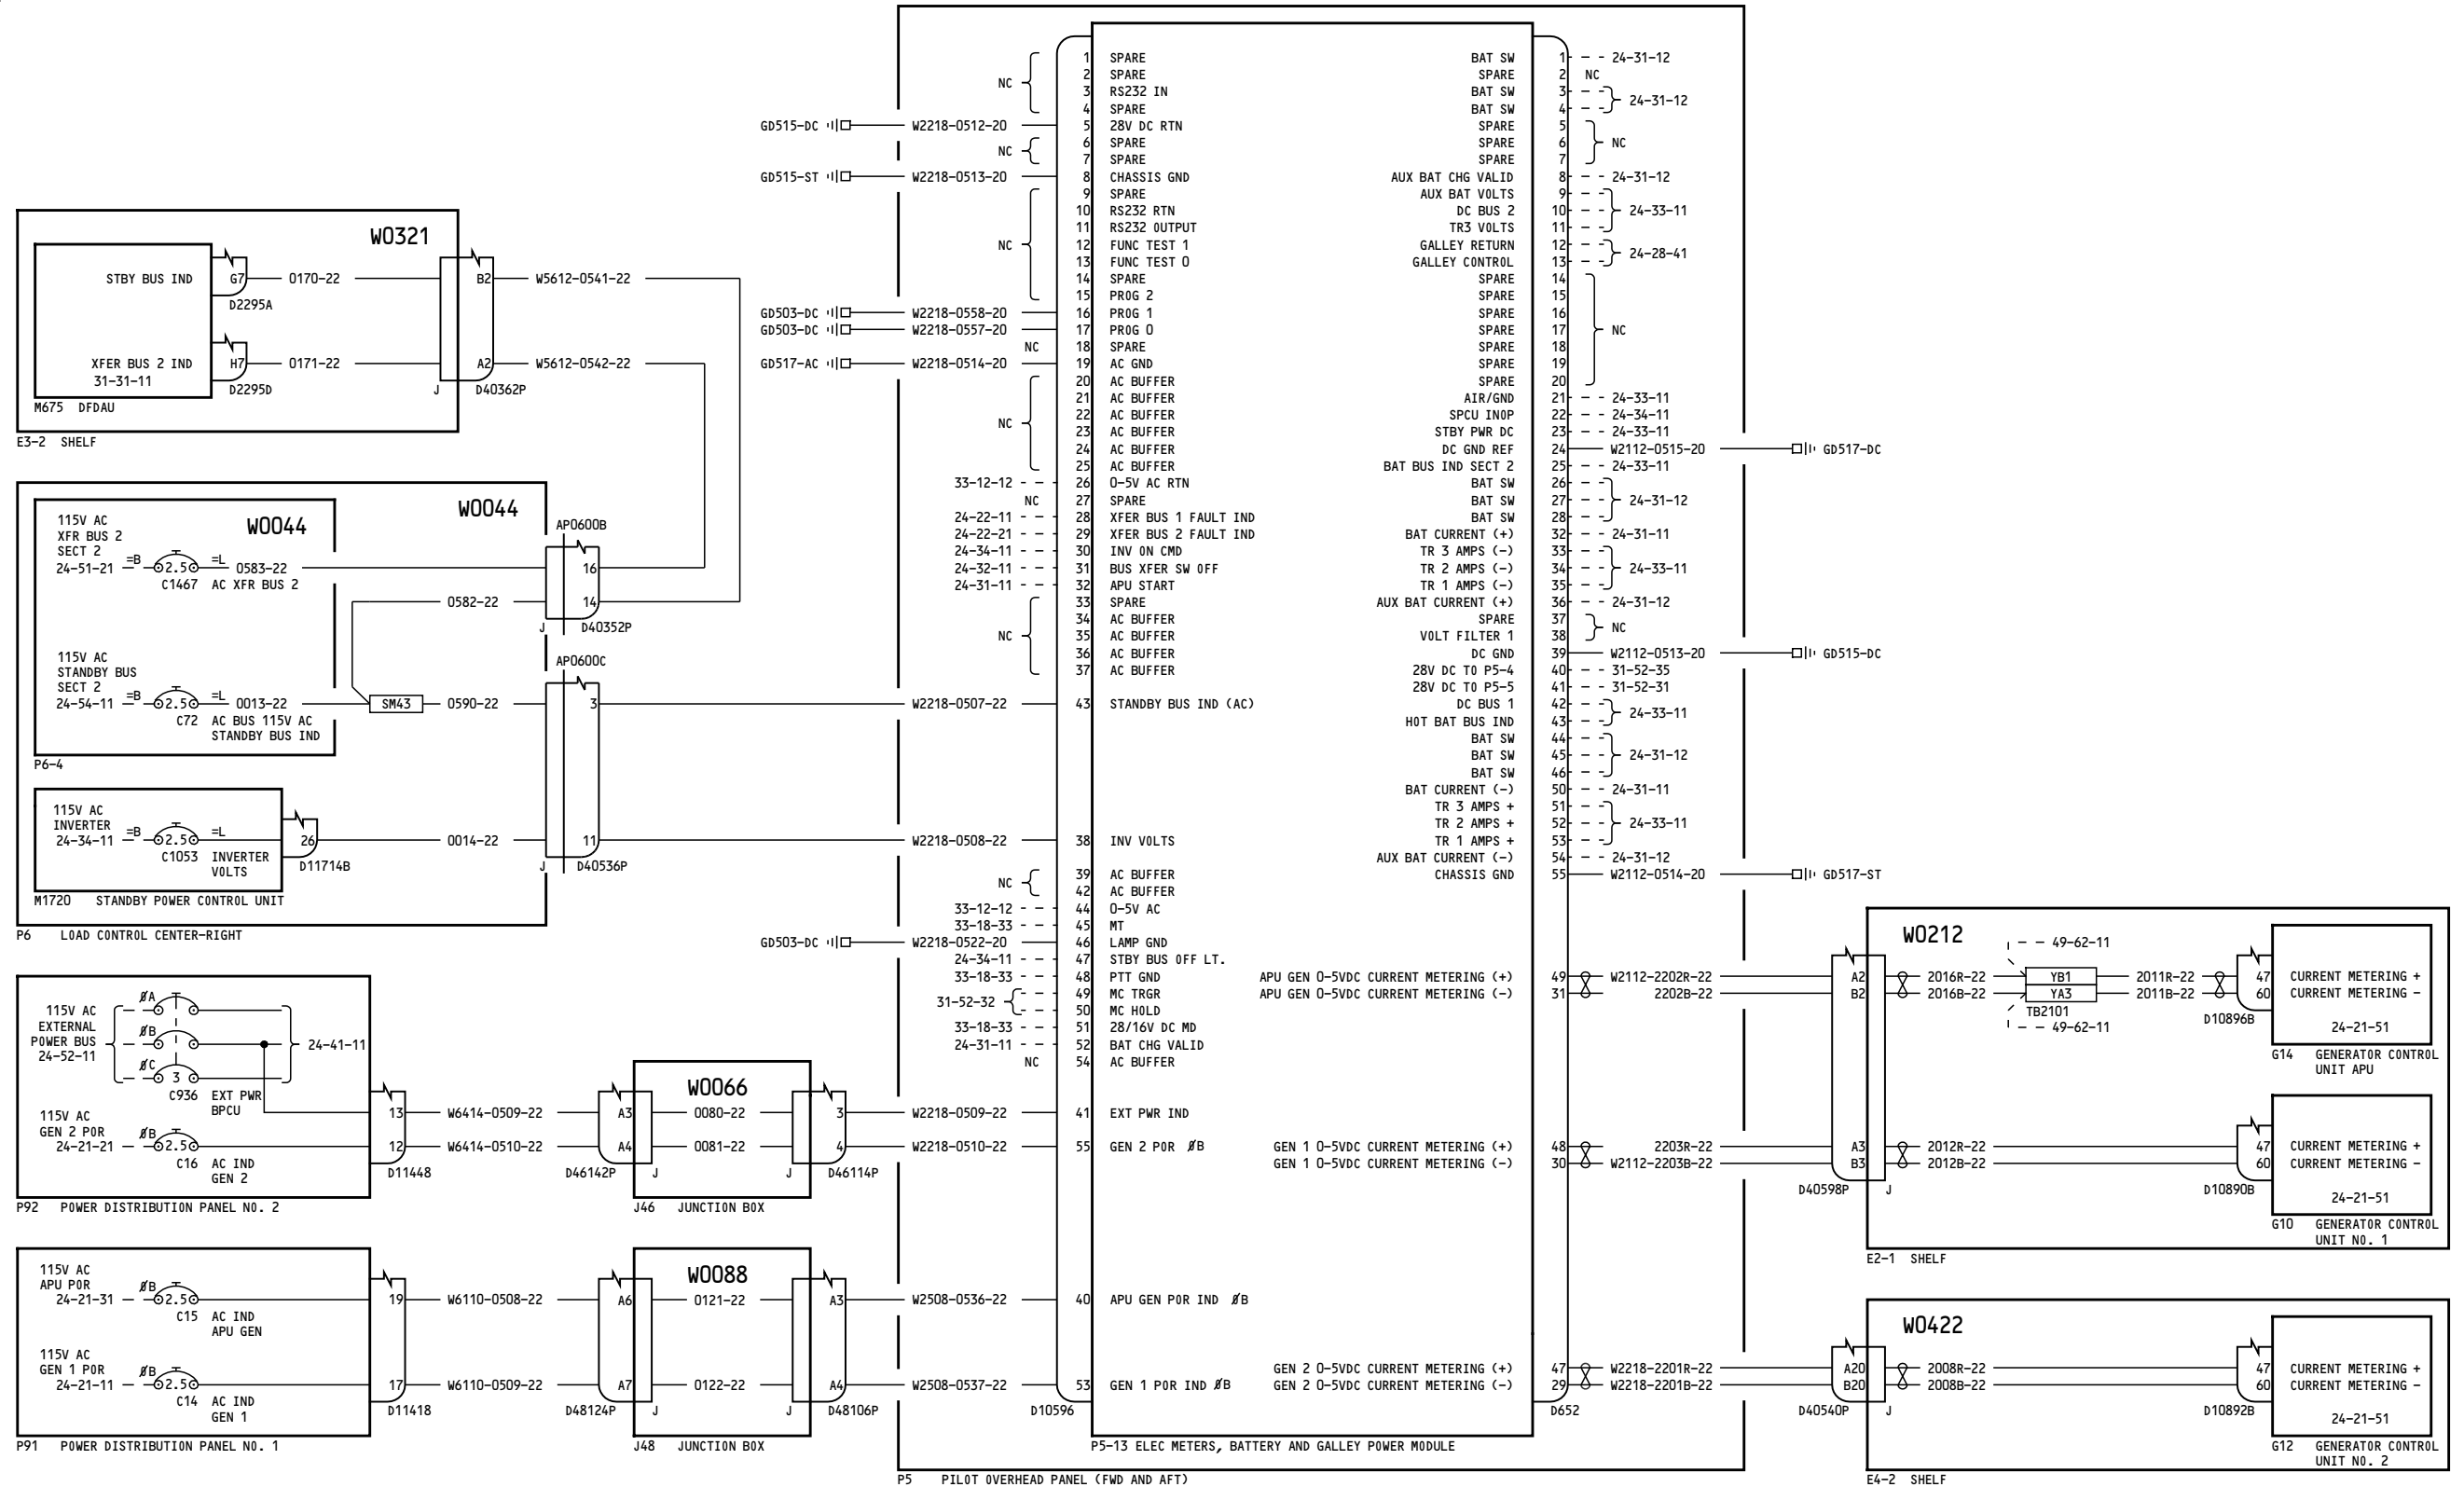 W0321
STBY BUS IND
G7
0170-22
B2
W5612-0541-22
D2295A
XFER BUS 2 IND
31-31-11
H7
0171-22
A2
W5612-0542-22
D2295D
J
D40362P
M675 DFDAU
E3-2 SHELF
W0044
W0044
115V AC
XFR BUS 2
SECT 2
24-51-21
=B
2.5
=L
0583-22
C1467
AC XFR BUS 2
0582-22
AP0600B
16
14
J
D40352P
115V AC
STANDBY BUS
SECT 2
24-54-11
=B
2.5
=L
0013-22
C72
AC BUS 115V AC
STANDBY BUS IND
SM43
0590-22
AP0600C
3
P6-4
115V AC
INVERTER
24-34-11
=B
2.5
=L
C1053
INVERTER
VOLTS
26
D11714B
0014-22
11
J
D40536P
M1720 STANDBY POWER CONTROL UNIT
P6 LOAD CONTROL CENTER-RIGHT
115V AC
EXTERNAL
POWER BUS
24-52-11
ØA
ØB
ØC
3
C936
EXT PWR
BPCU
24-41-11
115V AC
GEN 2 POR
24-21-21
ØB
2.5
C16
AC IND
GEN 2
13
12
D11448
W6414-0509-22
W6414-0510-22
A3
A4
D46142P
J
W0066
0080-22
0081-22
J
3
4
D46114P
P92 POWER DISTRIBUTION PANEL NO. 2
J46 JUNCTION BOX
115V AC
APU POR
24-21-31
ØB
2.5
C15
AC IND
APU GEN
115V AC
GEN 1 POR
24-21-11
ØB
2.5
C14
AC IND
GEN 1
19
17
D11418
W6110-0508-22
W6110-0509-22
A6
A7
D48124P
J
W0088
0121-22
0122-22
J
A3
A4
D48106P
P91 POWER DISTRIBUTION PANEL NO. 1
J48 JUNCTION BOX
NC
1 SPARE
2 SPARE
3 RS232 IN
4 SPARE
GD515-DC W2218-0512-20 5 28V DC RTN
NC
6 SPARE
7 SPARE
GD515-ST W2218-0513-20 8 CHASSIS GND
NC
9 SPARE
10 RS232 RTN
11 RS232 OUTPUT
12 FUNC TEST 1
13 FUNC TEST 0
14 SPARE
15 PROG 2
GD503-DC W2218-0558-20 16 PROG 1
GD503-DC W2218-0557-20 17 PROG 0
NC 18 SPARE
GD517-AC W2218-0514-20 19 AC GND
NC
20 AC BUFFER
21 AC BUFFER
22 AC BUFFER
23 AC BUFFER
24 AC BUFFER
25 AC BUFFER
33-12-12 26 0-5V AC RTN
NC 27 SPARE
24-22-11 28 XFER BUS 1 FAULT IND
24-22-21 29 XFER BUS 2 FAULT IND
24-34-11 30 INV ON CMD
24-32-11 31 BUS XFER SW OFF
24-31-11 32 APU START
NC
33 SPARE
34 AC BUFFER
35 AC BUFFER
36 AC BUFFER
37 AC BUFFER
W2218-0507-22 43 STANDBY BUS IND (AC)
W2218-0508-22 38 INV VOLTS
NC
39 AC BUFFER
42 AC BUFFER
33-12-12 44 0-5V AC
33-18-33 45 MT
GD503-DC W2218-0522-20 46 LAMP GND
24-34-11 47 STBY BUS OFF LT.
33-18-33 48 PTT GND
31-52-32
49 MC TRGR
50 MC HOLD
33-18-33 51 28/16V DC MD
24-31-11 52 BAT CHG VALID
NC 54 AC BUFFER
W2218-0509-22 41 EXT PWR IND
W2218-0510-22 55 GEN 2 POR ØB
W2508-0536-22 40 APU GEN POR IND ØB
W2508-0537-22 53 GEN 1 POR IND ØB
D10596
BAT SW 1 24-31-12
SPARE 2 NC
BAT SW 3
BAT SW 4
24-31-12
SPARE 5
SPARE 6
SPARE 7
NC
AUX BAT CHG VALID 8 24-31-12
AUX BAT VOLTS 9
DC BUS 2 10
TR3 VOLTS 11
24-33-11
GALLEY RETURN 12
GALLEY CONTROL 13
24-28-41
SPARE 14
SPARE 15
SPARE 16
SPARE 17
SPARE 18
SPARE 19
SPARE 20
NC
AIR/GND 21 24-33-11
SPCU INOP 22 24-34-11
STBY PWR DC 23 24-33-11
DC GND REF 24 W2112-0515-20 GD517-DC
BAT BUS IND SECT 2 25 24-33-11
BAT SW 26
BAT SW 27
BAT SW 28
24-31-12
BAT CURRENT (+) 32 24-31-11
TR 3 AMPS (-) 33
TR 2 AMPS (-) 34
TR 1 AMPS (-) 35
24-33-11
AUX BAT CURRENT (+) 36 24-31-12
SPARE 37
VOLT FILTER 1 38
NC
DC GND 39 W2112-0513-20 GD515-DC
28V DC TO P5-4 40 31-52-35
28V DC TO P5-5 41 31-52-31
DC BUS 1 42
HOT BAT BUS IND 43
24-33-11
BAT SW 44
BAT SW 45
BAT SW 46
24-31-12
BAT CURRENT (-) 50 24-31-11
TR 3 AMPS + 51
TR 2 AMPS + 52
TR 1 AMPS + 53
24-33-11
AUX BAT CURRENT (-) 54 24-31-12
CHASSIS GND 55 W2112-0514-20 GD517-ST
APU GEN 0-5VDC CURRENT METERING (+) 49 W2112-2202R-22
APU GEN 0-5VDC CURRENT METERING (-) 31 2202B-22
GEN 1 0-5VDC CURRENT METERING (+) 48 2203R-22
GEN 1 0-5VDC CURRENT METERING (-) 30 W2112-2203B-22
GEN 2 0-5VDC CURRENT METERING (+) 47 W2218-2201R-22
GEN 2 0-5VDC CURRENT METERING (-) 29 W2218-2201B-22
D652
P5-13 ELEC METERS, BATTERY AND GALLEY POWER MODULE
P5 PILOT OVERHEAD PANEL (FWD AND AFT)
W0212
49-62-11
A2 2016R-22 YB1 2011R-22 47 CURRENT METERING +
B2 2016B-22 YA3 2011B-22 60 CURRENT METERING -
TB2101
49-62-11
D10896B
24-21-51
G14 GENERATOR CONTROL
UNIT APU
A3 2012R-22 47 CURRENT METERING +
B3 2012B-22 60 CURRENT METERING -
D40598P
J
D10890B
24-21-51
G10 GENERATOR CONTROL
UNIT NO. 1
E2-1 SHELF
W0422
A20 2008R-22 47 CURRENT METERING +
B20 2008B-22 60 CURRENT METERING -
D40540P
J
D10892B
24-21-51
G12 GENERATOR CONTROL
UNIT NO. 2
E4-2 SHELF